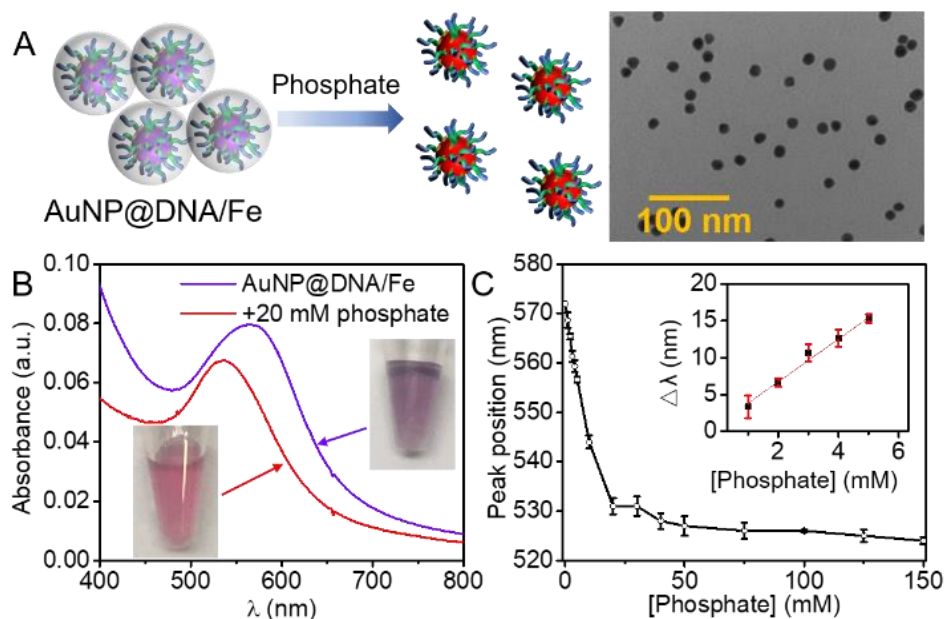 A
Phosphate
AuNP@DNA/Fe
100 nm
B
AuNP@DNA/Fe
+20 mM phosphate
0.10
0.08
0.06
0.04
0.02
0.00
Absorbance (a.u.)
400 500 600 700 800
λ (nm)
C
580
570
560
550
540
530
520
Peak position (nm)
0 50 100 150
[Phosphate] (mM)
20
15
10
5
0
△λ (nm)
2 4 6
[Phosphate] (mM)